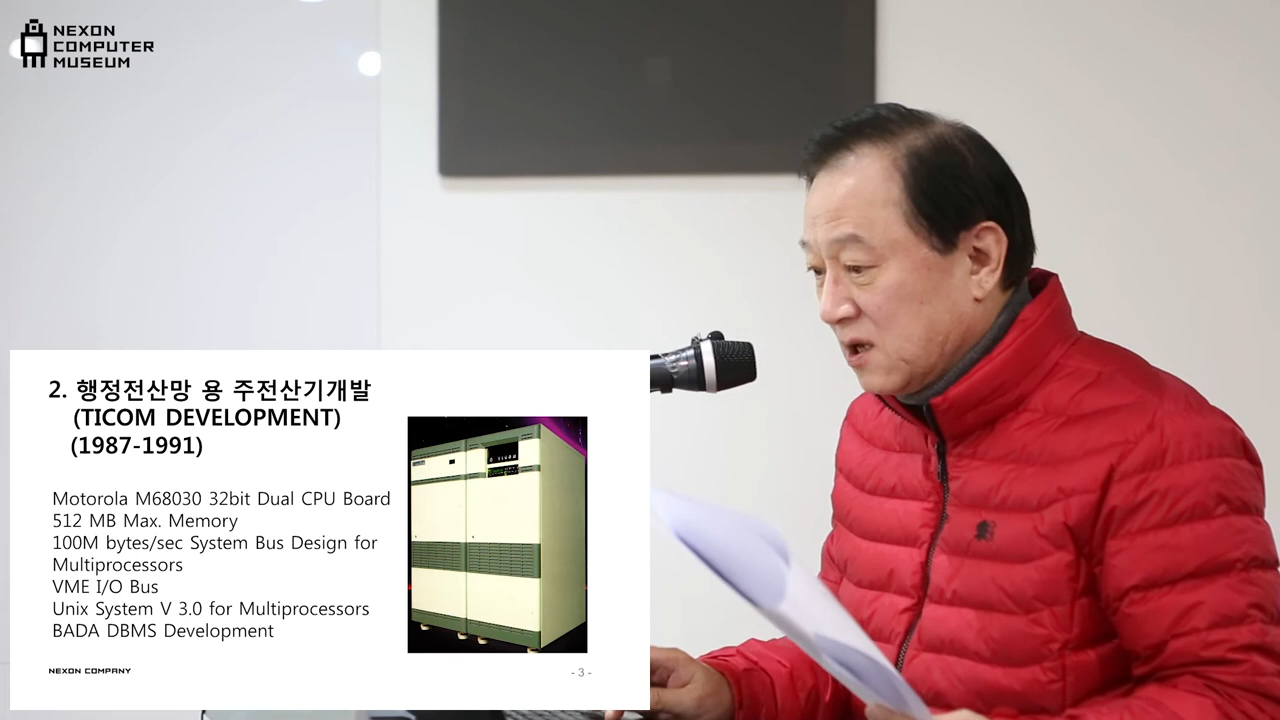 NEXON
COMPUTER
MUSEUM
2. 행정전산망 용 주전산기개발
(TICOM DEVELOPMENT)
(1987-1991)
Motorola M68030 32bit Dual CPU Board
512 MB Max. Memory
100M bytes/sec System Bus Design for
Multiprocessors
VME I/O Bus
Unix System V 3.0 for Multiprocessors
BADA DBMS Development
TICOM
NEXON COMPANY
- 3 -